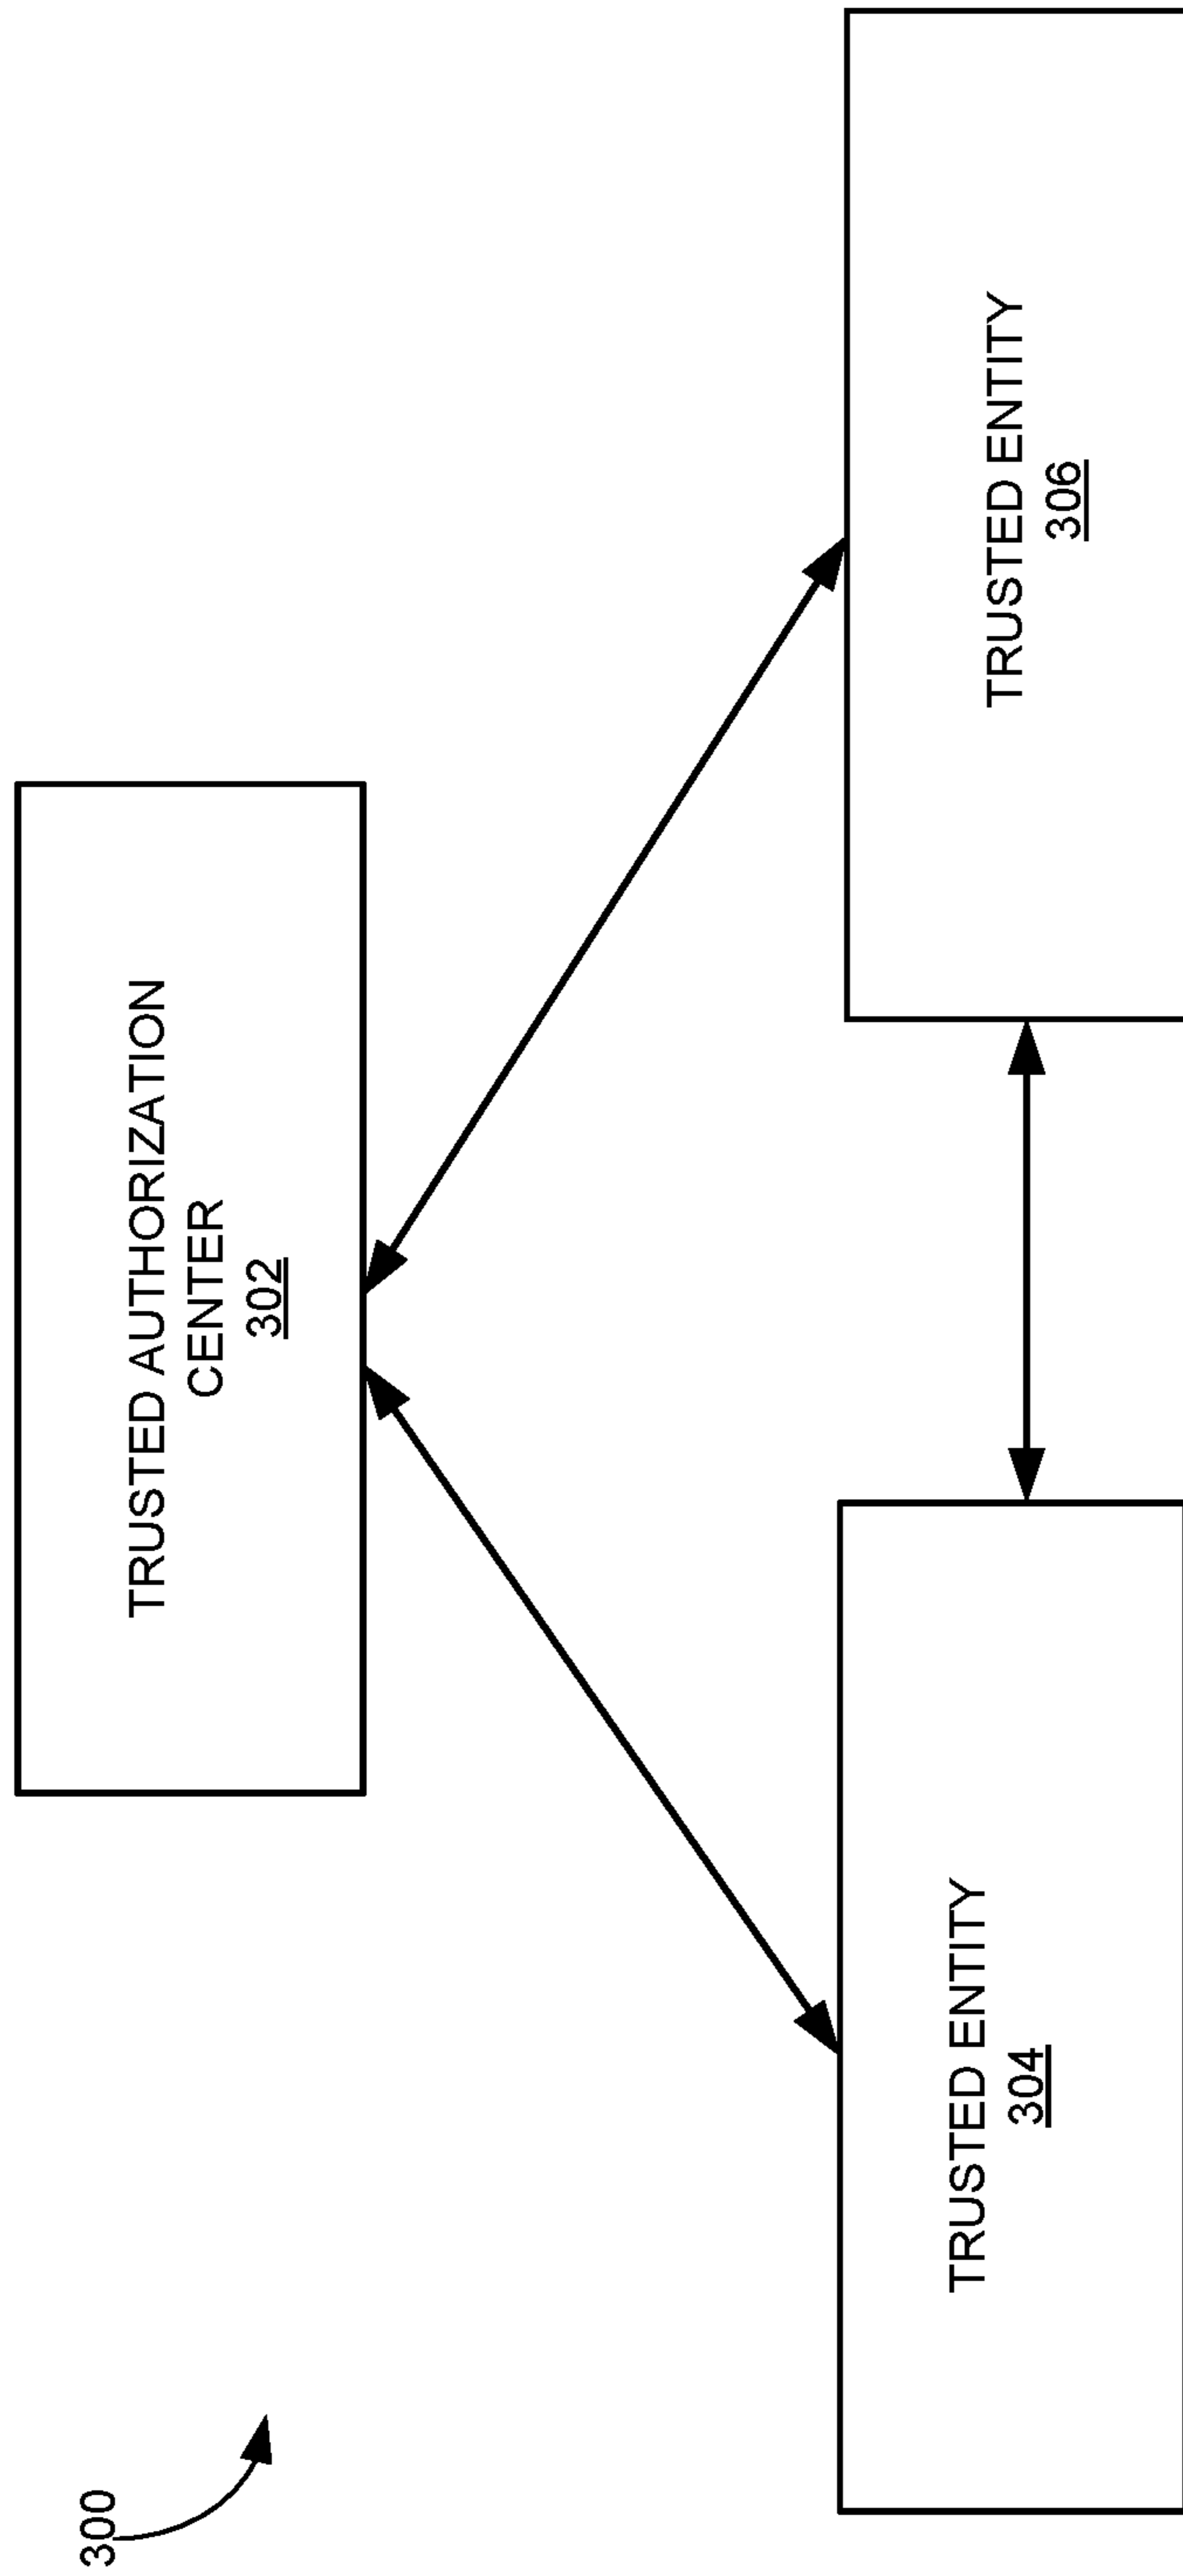 300
TRUSTED AUTHORIZATION
CENTER
302
TRUSTED ENTITY
304
TRUSTED ENTITY
306